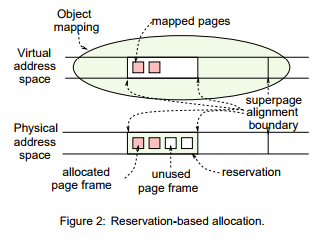 Object
mapping
mapped pages
Virtual
address
space
superpage
alignment
boundary
Physical
address
space
allocated
page frame
unused
page frame
reservation
Figure 2: Reservation-based allocation.